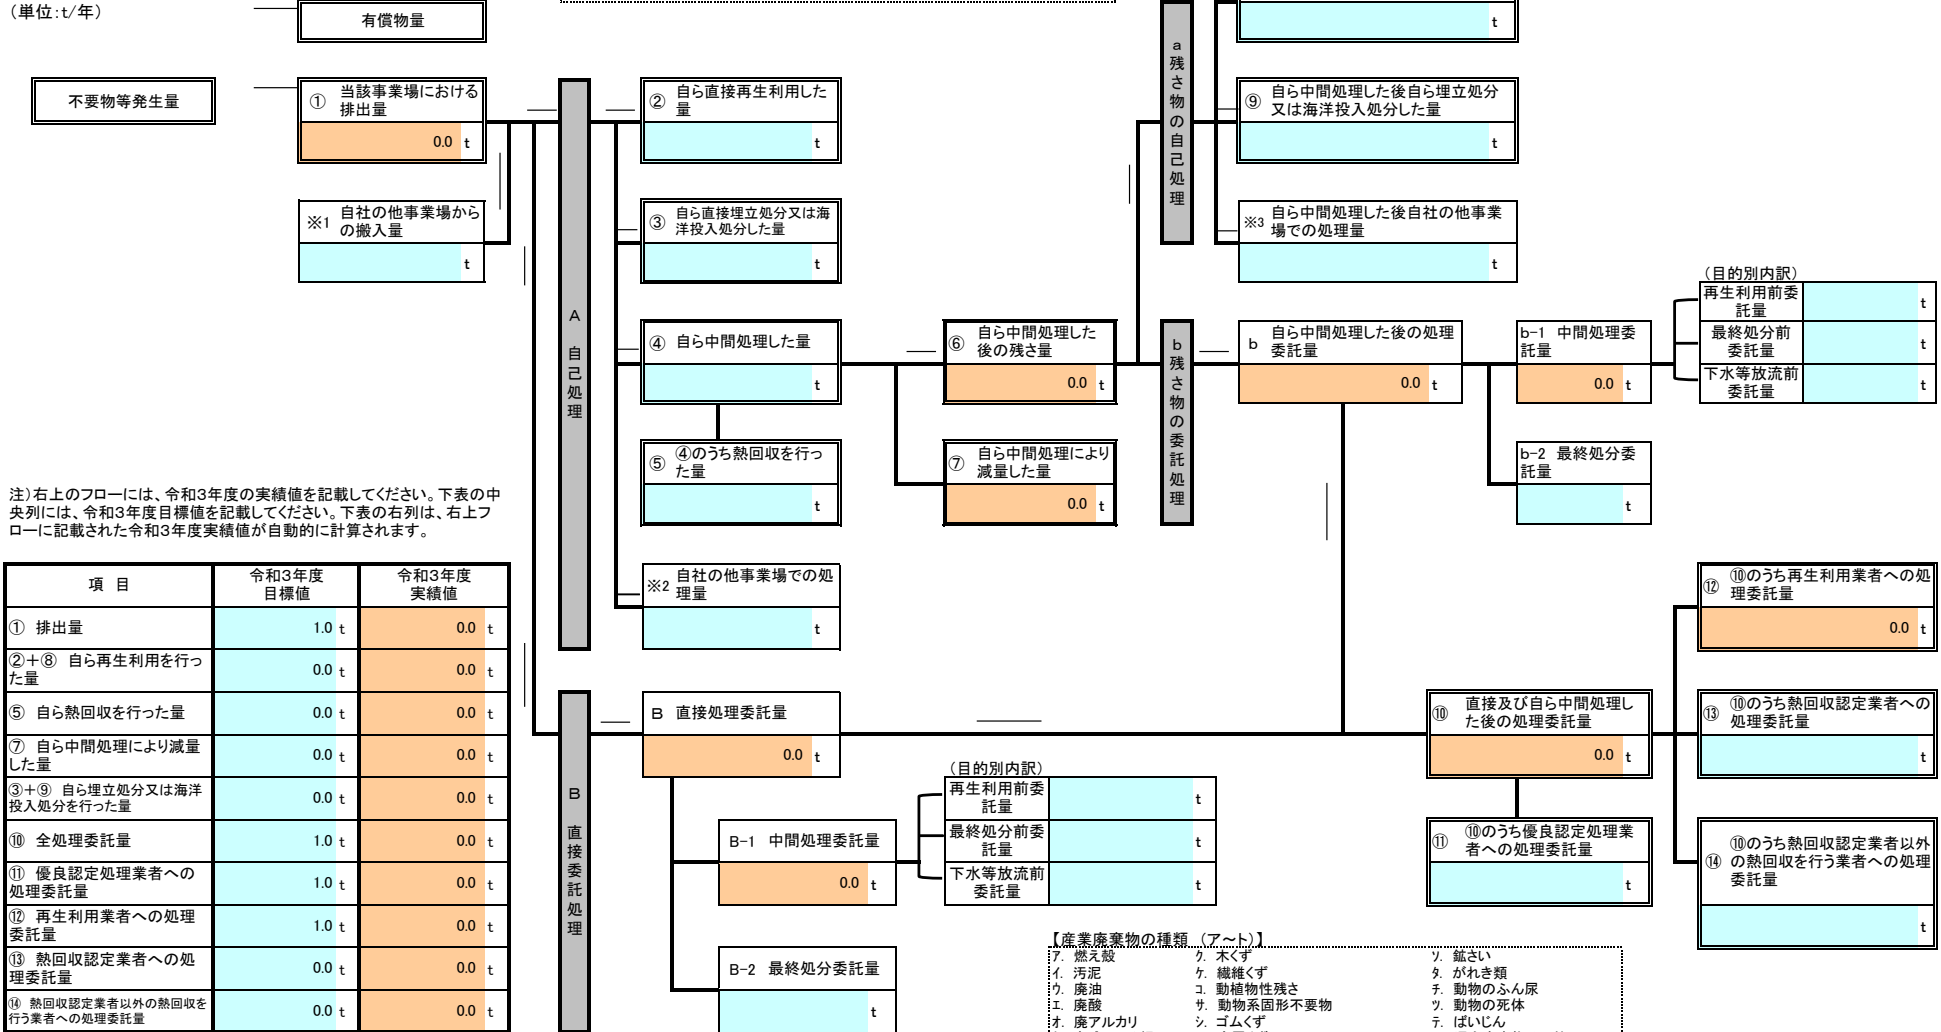 （単位：t/年）
有償物量
t
不要物等発生量
① 当該事業場における
排出量
0.0 t
※1 自社の他事業場から
の搬入量
t
A 自己処理
② 自ら直接再生利用した
量
t
③ 自ら直接埋立処分又は海
洋投入処分した量
t
④ 自ら中間処理した量
t
⑤ ④のうち熱回収を行っ
た量
t
※2 自社の他事業場での処
理量
t
⑥ 自ら中間処理した
後の残さ量
0.0 t
⑦ 自ら中間処理により
減量した量
0.0 t
a 残さ物の自己処理
⑨ 自ら中間処理した後自ら埋立処分
又は海洋投入処分した量
t
※3 自ら中間処理した後自社の他事業
場での処理量
t
b 残さ物の委託処理
b 自ら中間処理した後の処理
委託量
0.0 t
b-1 中間処理委
託量
0.0 t
b-2 最終処分委
託量
t
（目的別内訳）
再生利用前委
託量
t
最終処分前
委託量
t
下水等放流前
委託量
t
注）右上のフローには、令和3年度の実績値を記載してください。下表の中
央列には、令和3年度目標値を記載してください。下表の右列は、右上フ
ローに記載された令和3年度実績値が自動的に計算されます。
項 目 令和3年度 令和3年度
目標値 実績値
① 排出量 1.0 t 0.0 t
②＋⑧ 自ら再生利用を行っ
た量 0.0 t 0.0 t
⑤ 自ら熱回収を行った量 0.0 t 0.0 t
⑦ 自ら中間処理により減量
した量 0.0 t 0.0 t
③＋⑨ 自ら埋立処分又は海洋
投入処分を行った量 0.0 t 0.0 t
⑩ 全処理委託量 1.0 t 0.0 t
⑪ 優良認定処理業者への
処理委託量 1.0 t 0.0 t
⑫ 再生利用業者への処理
委託量 1.0 t 0.0 t
⑬ 熱回収認定業者への処
理委託量 0.0 t 0.0 t
⑭ 熱回収認定業者以外の熱回収を
行う業者への処理委託量 0.0 t 0.0 t
B 直接委託処理
B 直接処理委託量
0.0 t
B-1 中間処理委託量
0.0 t
B-2 最終処分委託量
t
（目的別内訳）
再生利用前委
託量
t
最終処分前委
託量
t
下水等放流前
委託量
t
⑩ 直接及び自ら中間処理し
た後の処理委託量
0.0 t
⑪ ⑩のうち優良認定処理業
者への処理委託量
t
⑫ ⑩のうち再生利用業者への処
理委託量
0.0 t
⑬ ⑩のうち熱回収認定業者への
処理委託量
t
⑭ ⑩のうち熱回収認定業者以外
の熱回収を行う業者への処理
委託量
t
【産業廃棄物の種類 （ア～ト）】
ア. 燃え殻 ク. 木くず ソ. 鉱さい
イ. 汚泥 ケ. 繊維くず タ. がれき類
ウ. 廃油 コ. 動植物性残さ チ. 動物のふん尿
エ. 廃酸 サ. 動物系固形不要物 ツ. 動物の死体
オ. 廃アルカリ シ. ゴムくず テ. ばいじん